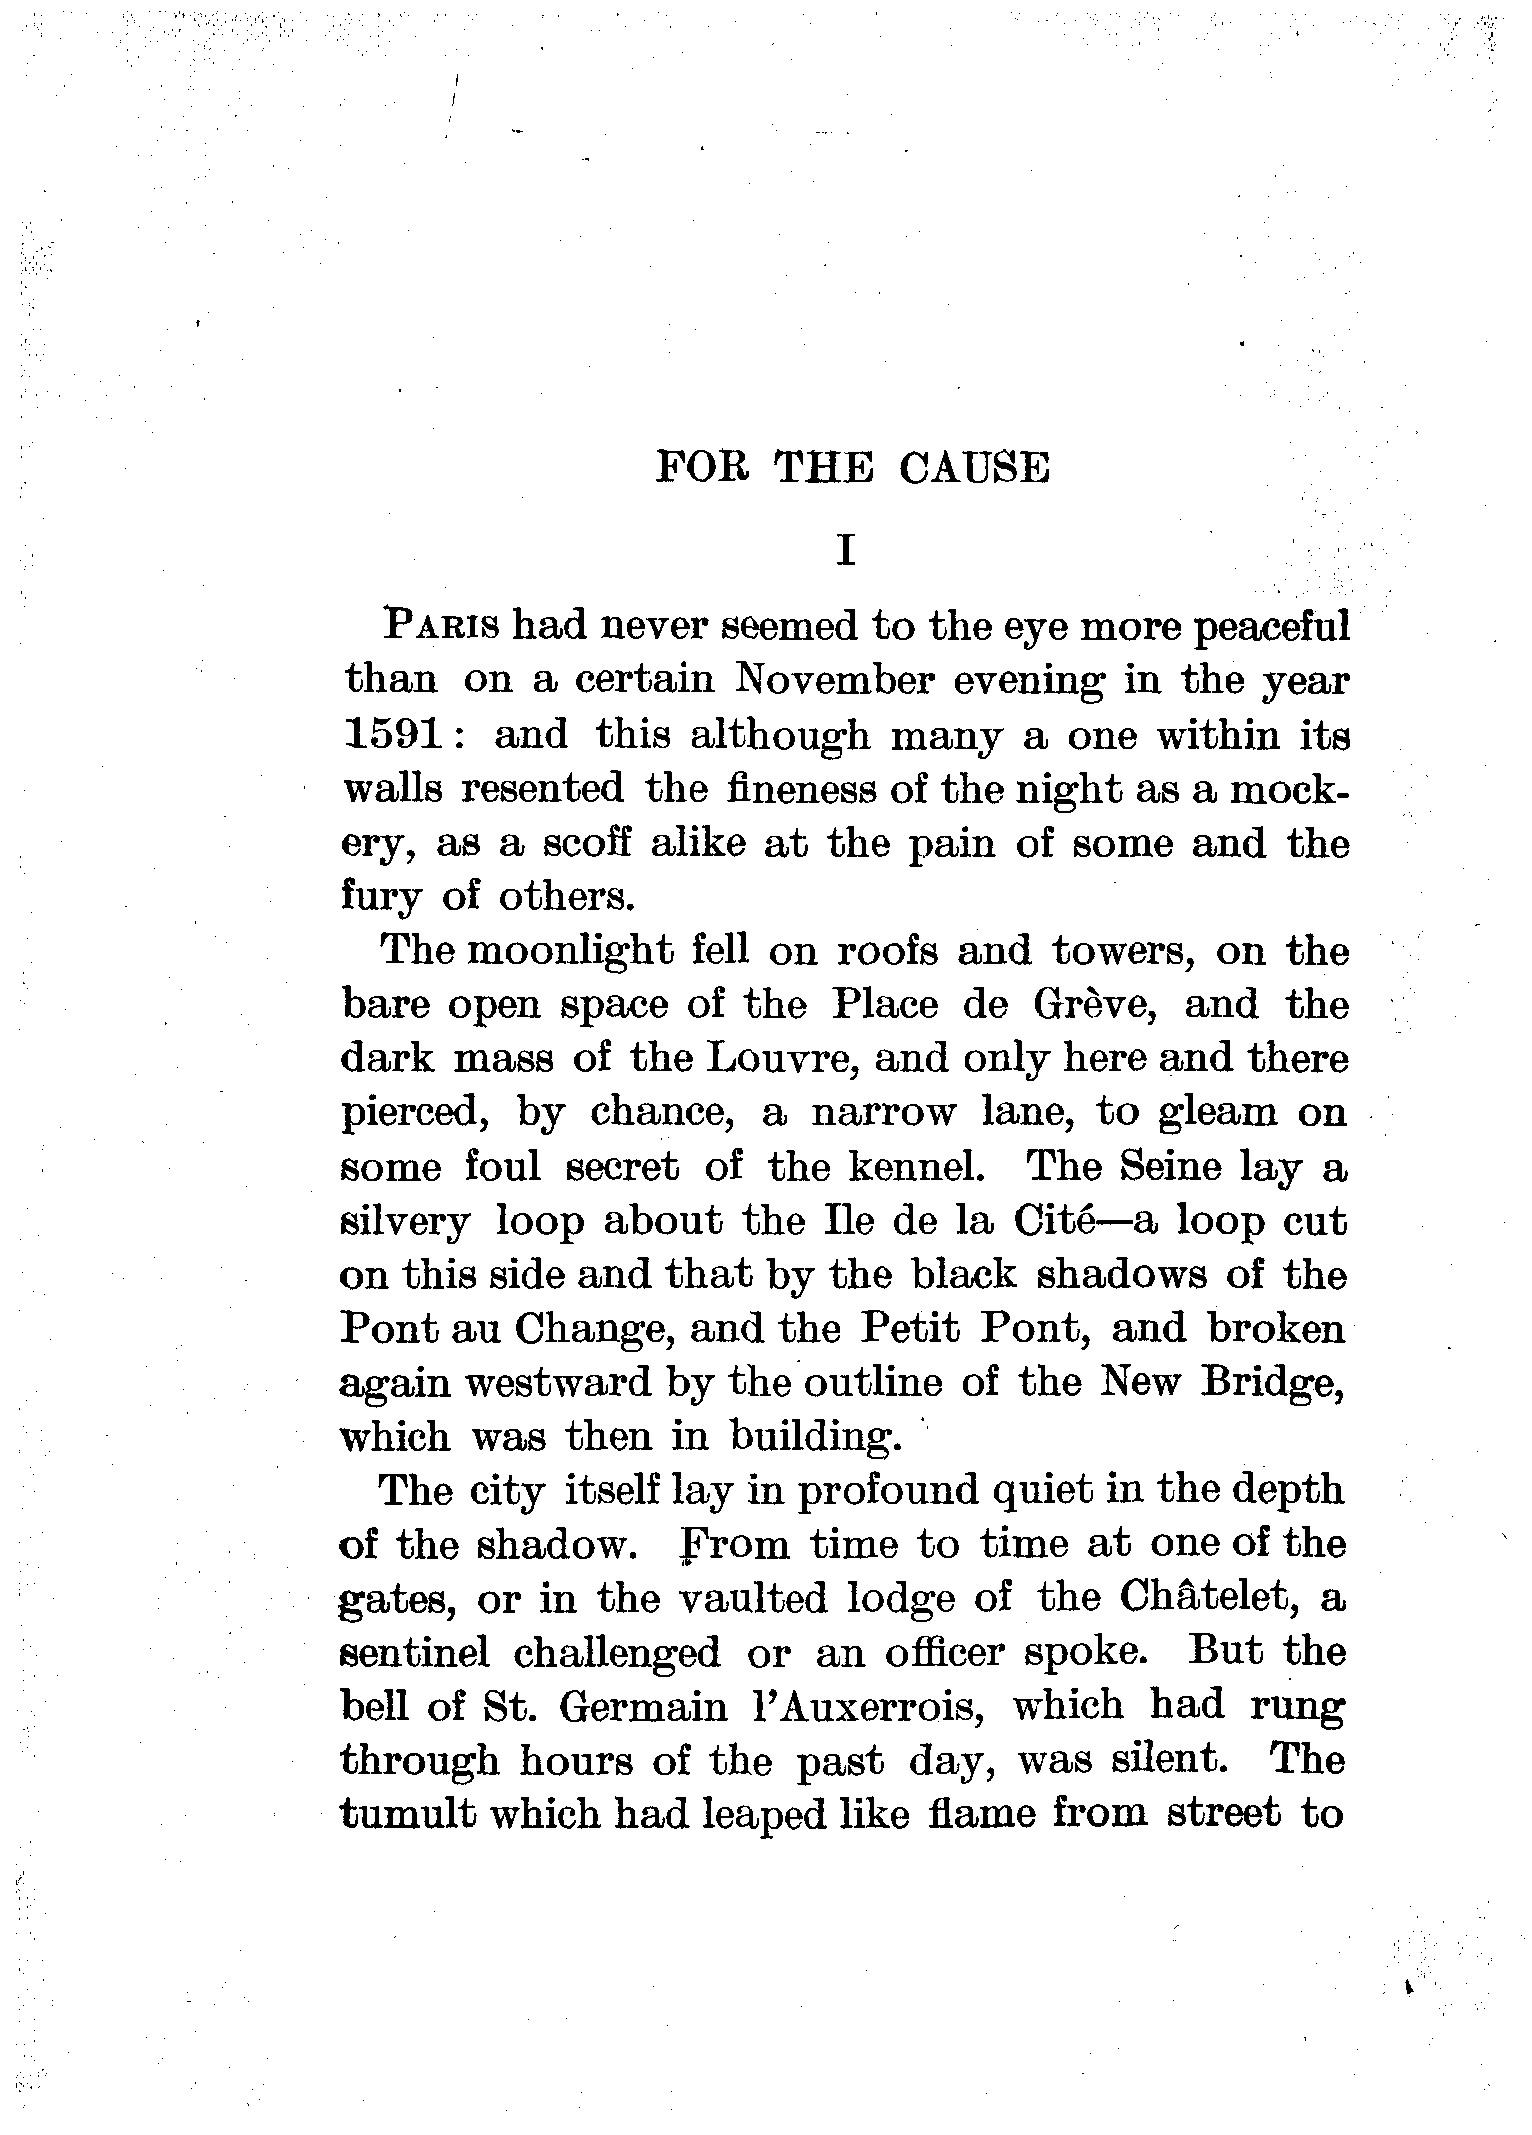 FOR THE CAUSE
I
PARIS had never seemed to the eye more peaceful
than on a certain November evening in the year
1591: and this although many a one within its
walls resented the fineness of the night as a mock-
ery, as a scoff alike at the pain of some and the
fury of others.
The moonlight fell on roofs and towers, on the
bare open space of the Place de Grève, and the
dark mass of the Louvre, and only here and there
pierced, by chance, a narrow lane, to gleam on
some foul secret of the kennel. The Seine lay a
silvery loop about the Ile de la Cité—a loop cut
on this side and that by the black shadows of the
Pont au Change, and the Petit Pont, and broken
again westward by the outline of the New Bridge,
which was then in building.
The city itself lay in profound quiet in the depth
of the shadow. From time to time at one of the
gates, or in the vaulted lodge of the Châtelet, a
sentinel challenged or an officer spoke. But the
bell of St. Germain l'Auxerrois, which had rung
through hours of the past day, was silent. The
tumult which had leaped like flame from street to